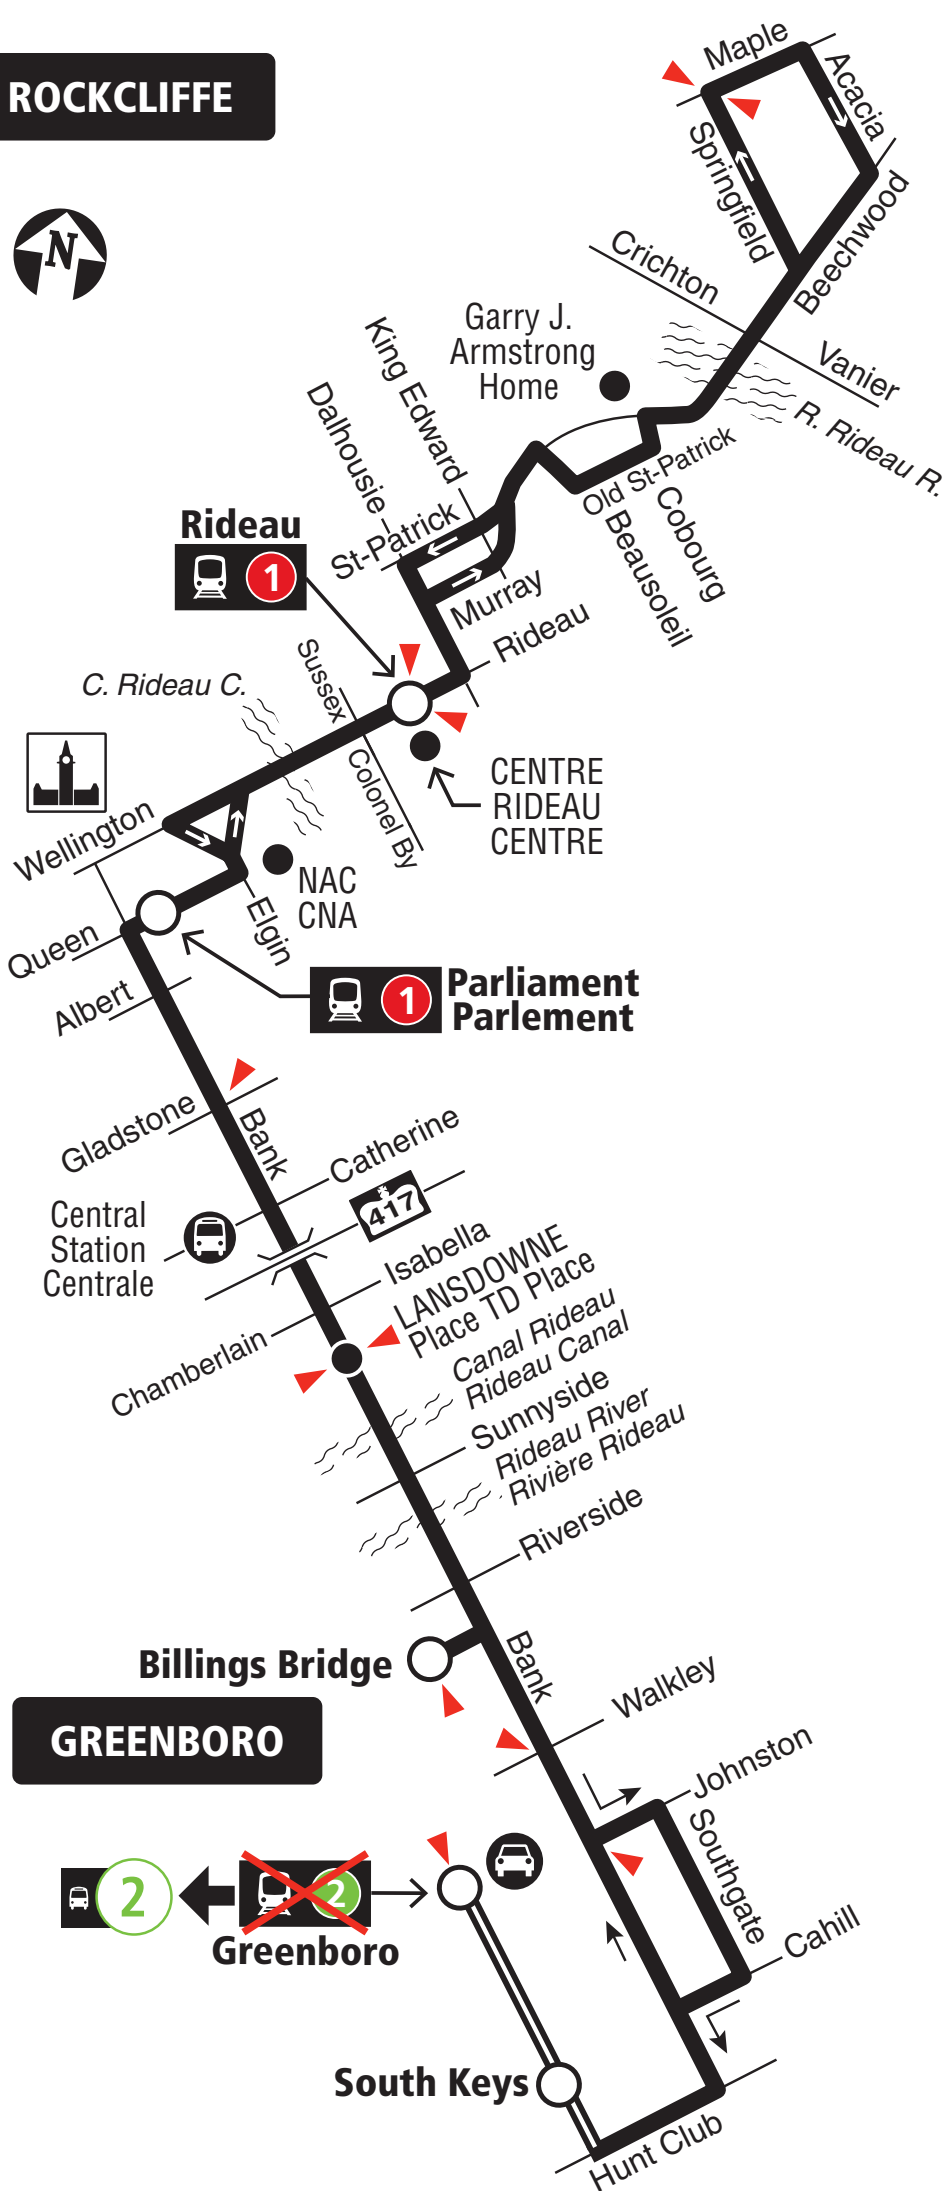 ROCKCLIFFE
N
Maple
Acacia
Springfield
Beechwood
Crichton
Vanier
R. Rideau R.
Garry J.
Armstrong
Home
King Edward
Dalhousie
St-Patrick
Old St-Patrick
Cobourg
Beausoleil
Murray
Rideau
Rideau
1
Sussex
Colonel By
C. Rideau C.
CENTRE
RIDEAU
CENTRE
Wellington
NAC
CNA
Elgin
Queen
Albert
1
Parliament
Parlement
Gladstone
Bank
Catherine
417
Central
Station
Centrale
Isabella
LANSDOWNE
Place TD Place
Chamberlain
Canal Rideau
Rideau Canal
Sunnyside
Rideau River
Rivière Rideau
Riverside
Billings Bridge
Bank
Walkley
GREENBORO
Johnston
Southgate
Cahill
2
2
Greenboro
South Keys
Hunt Club